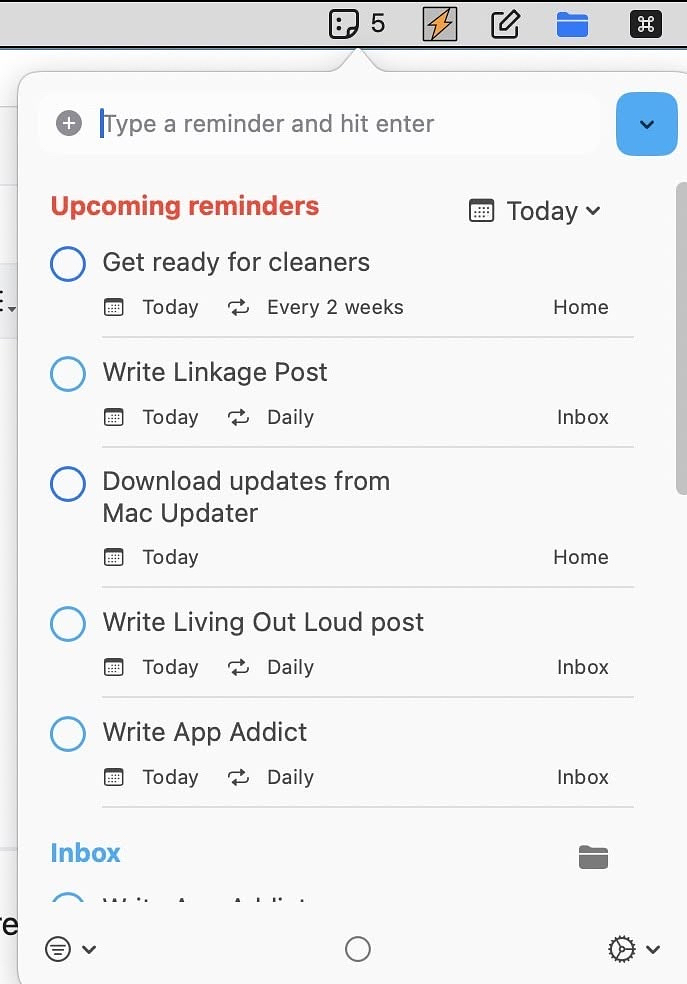 5
Type a reminder and hit enter
Upcoming reminders
Today
Get ready for cleaners
Today Every 2 weeks Home
Write Linkage Post
Today Daily Inbox
Download updates from
Mac Updater
Today Home
Write Living Out Loud post
Today Daily Inbox
Write App Addict
Today Daily Inbox
Inbox
re